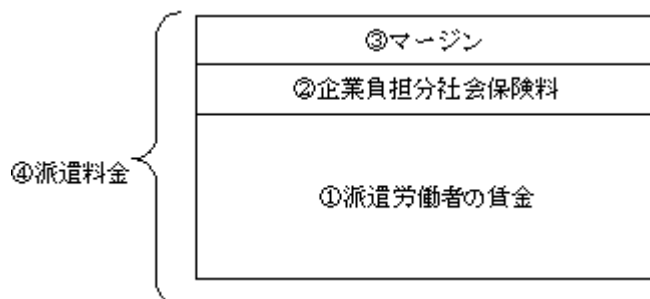 ③マージン
②企業負担分社会保険料
④派遣料金
①派遣労働者の賃金